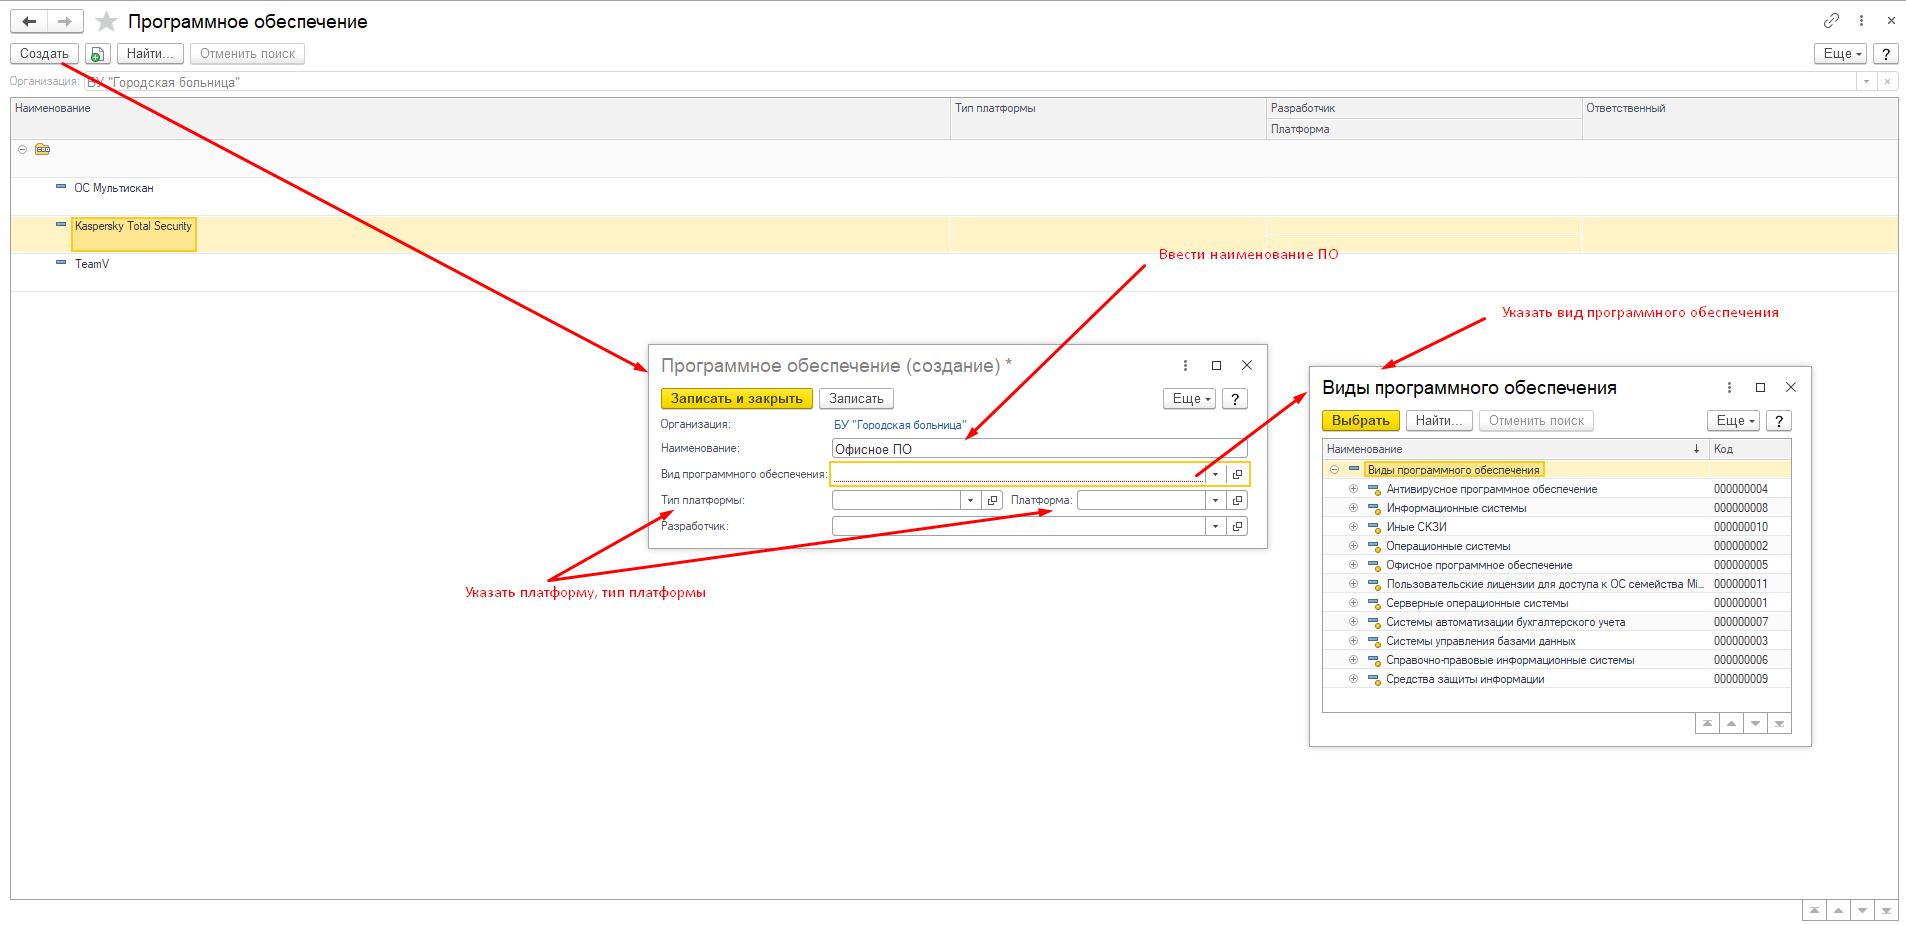 Программное обеспечение
Создать Найти... Отменить поиск Еще ?
Организация: БУ "Городская больница"
Наименование Тип платформы Разработчик Ответственный
Платформа
ОС Мультискан
Kaspersky Total Security
TeamV
Ввести наименование ПО
Указать вид программного обеспечения
Программное обеспечение (создание) *
Записать и закрыть Записать Еще ?
Организация: БУ "Городская больница"
Наименование: Офисное ПО
Вид программного обеспечения:
Тип платформы: Платформа:
Разработчик:
Указать платформу, тип платформы
Виды программного обеспечения
Выбрать Найти... Отменить поиск Еще ?
Наименование Код
Виды программного обеспечения
Антивирусное программное обеспечение 000000004
Информационные системы 000000008
Иные СКЗИ 000000010
Операционные системы 000000002
Офисное программное обеспечение 000000005
Пользовательские лицензии для доступа к ОС семейства Mi... 000000011
Серверные операционные системы 000000001
Системы автоматизации бухгалтерского учета 000000007
Системы управления базами данных 000000003
Справочно-правовые информационные системы 000000006
Средства защиты информации 000000009